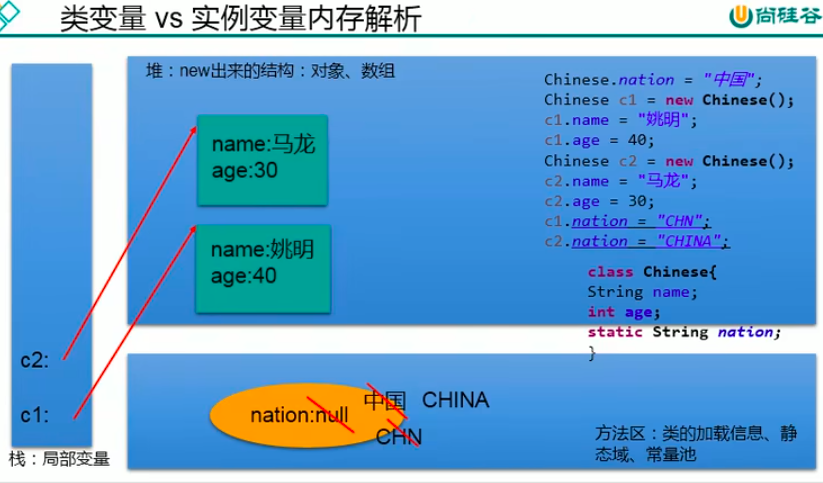 类变量 vs 实例变量内存解析
尚硅谷
堆：new出来的结构：对象、数组
name:马龙
age:30
name:姚明
age:40
Chinese.nation = "中国";
Chinese c1 = new Chinese();
c1.name = "姚明";
c1.age = 40;
Chinese c2 = new Chinese();
c2.name = "马龙";
c2.age = 30;
c1.nation = "CHN";
c2.nation = "CHINA";
class Chinese{
String name;
int age;
static String nation;
}
c2:
c1:
栈：局部变量
nation:null
中国 CHINA
CHN
方法区：类的加载信息、静
态域、常量池